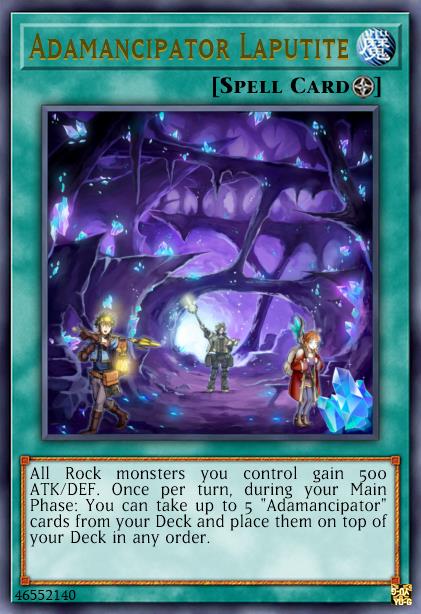 Adamancipator Laputite
魔
[Spell Card]
All Rock monsters you control gain 500
ATK/DEF. Once per turn, during your Main
Phase: You can take up to 5 "Adamancipator"
cards from your Deck and place them on top of
your Deck in any order.
46552140